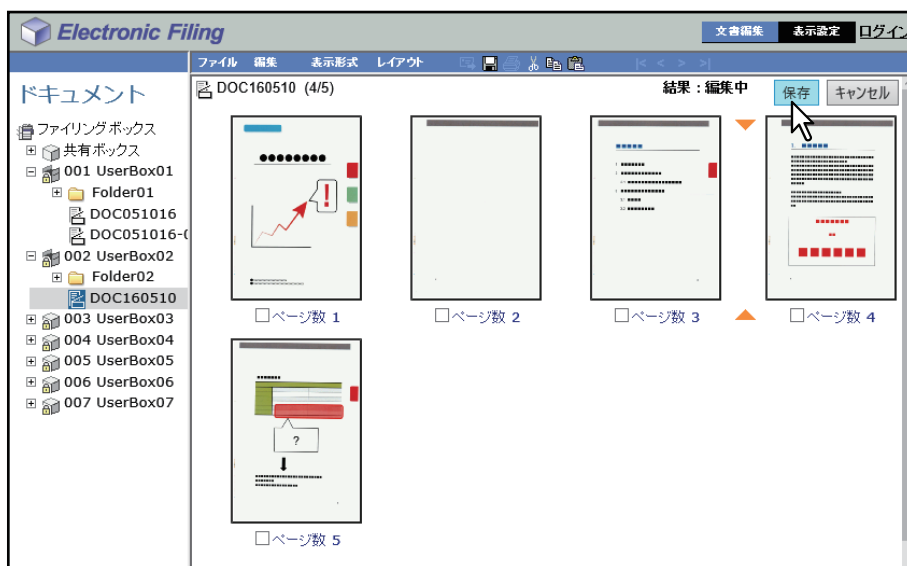 Electronic Filing
文書編集 表示設定 ログイン
ファイル 編集 表示形式 レイアウト |< < > >|
ドキュメント
DOC160510 (4/5) 結果：編集中 保存 キャンセル
ファイリングボックス
共有ボックス
001 UserBox01
Folder01
DOC051016
DOC051016-(
002 UserBox02
Folder02
DOC160510
003 UserBox03
004 UserBox04
005 UserBox05
006 UserBox06
007 UserBox07
!
ページ数 1 ページ数 2 ページ数 3 ページ数 4
?
ページ数 5